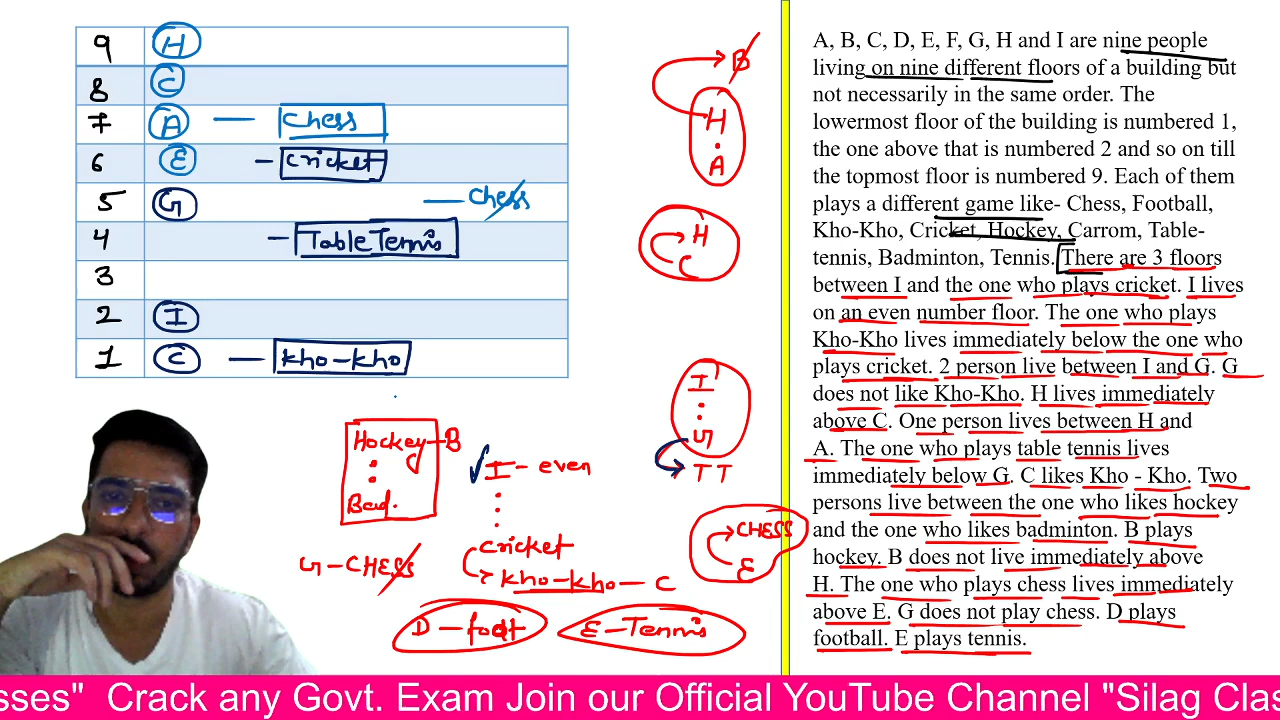 9 H
8 C
7 A — Chess
6 E – Cricket
5 G — Chess
4 – Table Tennis
3
2 I
1 C — Kho-Kho
B
H
A
H
C
I
G
TT
CHESS
E
Hockey-B
Bad.
I - even
Cricket
Kho-Kho - C
G-CHESS
D - foot
E-Tennis
A, B, C, D, E, F, G, H and I are nine people
living on nine different floors of a building but
not necessarily in the same order. The
lowermost floor of the building is numbered 1,
the one above that is numbered 2 and so on till
the topmost floor is numbered 9. Each of them
plays a different game like- Chess, Football,
Kho-Kho, Cricket, Hockey, Carrom, Table-
tennis, Badminton, Tennis. There are 3 floors
between I and the one who plays cricket. I lives
on an even number floor. The one who plays
Kho-Kho lives immediately below the one who
plays cricket. 2 person live between I and G. G
does not like Kho-Kho. H lives immediately
above C. One person lives between H and
A. The one who plays table tennis lives
immediately below G. C likes Kho - Kho. Two
persons live between the one who likes hockey
and the one who likes badminton. B plays
hockey. B does not live immediately above
H. The one who plays chess lives immediately
above E. G does not play chess. D plays
football. E plays tennis.
sses" Crack any Govt. Exam Join our Official YouTube Channel "Silag Clas